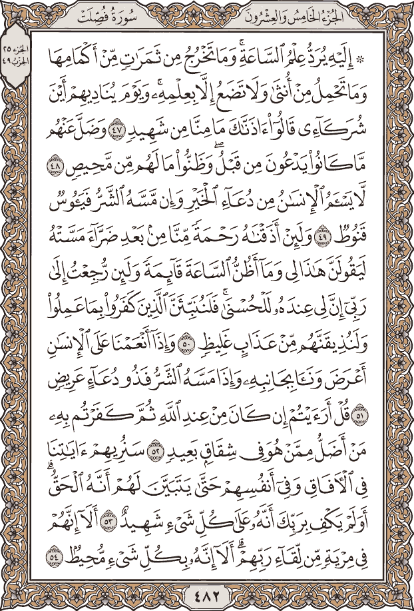 الجزء الخامس والعشرون
سورة فصلت
الجزء ٢٥
الحزب ٤٩
۞ إِلَيْهِ يُرَدُّ عِلْمُ ٱلسَّاعَةِۚ وَمَا تَخْرُجُ مِن ثَمَرَٰتٍ مِّنْ أَكْمَامِهَا
وَمَا تَحْمِلُ مِنْ أُنثَىٰ وَلَا تَضَعُ إِلَّا بِعِلْمِهِۦۚ وَيَوْمَ يُنَادِيهِمْ أَيْنَ
شُرَكَآءِى قَالُوٓا۟ ءَاذَنَّٰكَ مَا مِنَّا مِن شَهِيدٍ ٤٧ وَضَلَّ عَنْهُم
مَّا كَانُوا۟ يَدْعُونَ مِن قَبْلُۖ وَظَنُّوا۟ مَا لَهُم مِّن مَّحِيصٍ ٤٨
لَّا يَسْـَٔمُ ٱلْإِنسَٰنُ مِن دُعَآءِ ٱلْخَيْرِ وَإِن مَّسَّهُ ٱلشَّرُّ فَيَـُٔوسٌ
قَنُوطٌ ٤٩ وَلَئِنْ أَذَقْنَٰهُ رَحْمَةً مِّنَّا مِنۢ بَعْدِ ضَرَّآءَ مَسَّتْهُ
لَيَقُولَنَّ هَٰذَا لِى وَمَآ أَظُنُّ ٱلسَّاعَةَ قَآئِمَةً وَلَئِن رُّجِعْتُ إِلَىٰ
رَبِّىٓ إِنَّ لِى عِندَهُۥ لَلْحُسْنَىٰۚ فَلَنُنَبِّئَنَّ ٱلَّذِينَ كَفَرُوا۟ بِمَا عَمِلُوا۟
وَلَنُذِيقَنَّهُم مِّنْ عَذَابٍ غَلِيظٍ ٥٠ وَإِذَآ أَنْعَمْنَا عَلَى ٱلْإِنسَٰنِ
أَعْرَضَ وَنَـَٔا بِجَانِبِهِۦ وَإِذَا مَسَّهُ ٱلشَّرُّ فَذُو دُعَآءٍ عَرِيضٍ
٥١ قُلْ أَرَءَيْتُمْ إِن كَانَ مِنْ عِندِ ٱللَّهِ ثُمَّ كَفَرْتُم بِهِۦ
مَنْ أَضَلُّ مِمَّنْ هُوَ فِى شِقَاقٍۭ بَعِيدٍ ٥٢ سَنُرِيهِمْ ءَايَٰتِنَا
فِى ٱلْءَافَاقِ وَفِىٓ أَنفُسِهِمْ حَتَّىٰ يَتَبَيَّنَ لَهُمْ أَنَّهُ ٱلْحَقُّۗ
أَوَلَمْ يَكْفِ بِرَبِّكَ أَنَّهُۥ عَلَىٰ كُلِّ شَىْءٍ شَهِيدٌ ٥٣ أَلَآ إِنَّهُمْ
فِى مِرْيَةٍ مِّن لِّقَآءِ رَبِّهِمْۗ أَلَآ إِنَّهُۥ بِكُلِّ شَىْءٍ مُّحِيطٌۢ ٥٤
٤٨٢